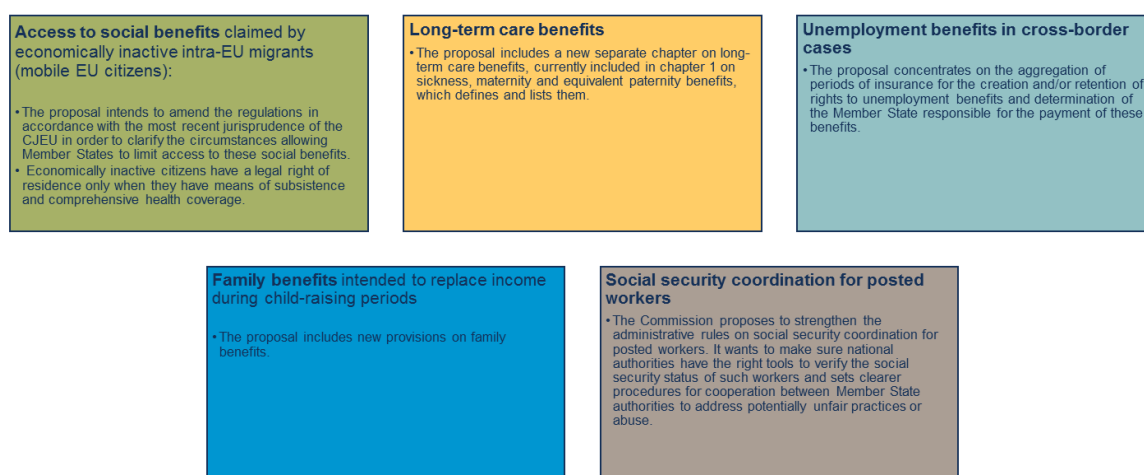 Access to social benefits claimed by
economically inactive intra-EU migrants
(mobile EU citizens):
• The proposal intends to amend the regulations in
accordance with the most recent jurisprudence of the
CJEU in order to clarify the circumstances allowing
Member States to limit access to these social benefits.
• Economically inactive citizens have a legal right of
residence only when they have means of subsistence
and comprehensive health coverage.
Long-term care benefits
• The proposal includes a new separate chapter on long-
term care benefits, currently included in chapter 1 on
sickness, maternity and equivalent paternity benefits,
which defines and lists them.
Unemployment benefits in cross-border
cases
• The proposal concentrates on the aggregation of
periods of insurance for the creation and/or retention of
rights to unemployment benefits and determination of
the Member State responsible for the payment of these
benefits.
Family benefits intended to replace income
during child-raising periods
• The proposal includes new provisions on family
benefits.
Social security coordination for posted
workers
• The Commission proposes to strengthen the
administrative rules on social security coordination for
posted workers. It wants to make sure national
authorities have the right tools to verify the social
security status of such workers and sets clearer
procedures for cooperation between Member State
authorities to address potentially unfair practices or
abuse.